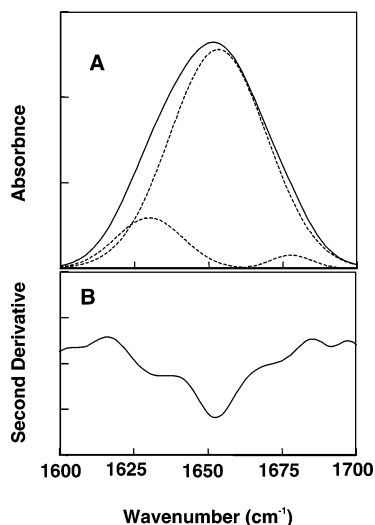 A
Absorbnce
B
Second Derivative
1600 1625 1650 1675 1700
Wavenumber (cm-1)